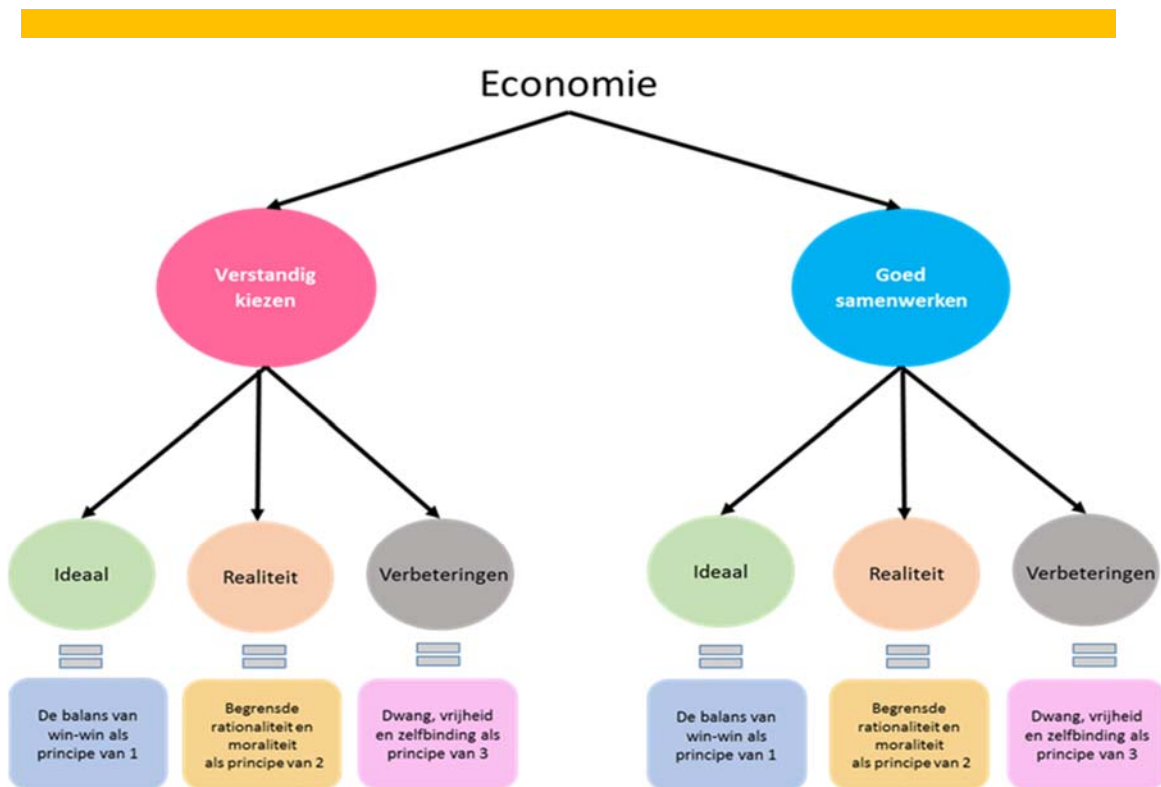 Economie
Verstandig
kiezen
Goed
samenwerken
Ideaal
Realiteit
Verbeteringen
Ideaal
Realiteit
Verbeteringen
De balans van
win-win als
principe van 1
Begrensde
rationaliteit en
moraliteit
als principe van 2
Dwang, vrijheid
en zelfbinding als
principe van 3
De balans van
win-win als
principe van 1
Begrensde
rationaliteit en
moraliteit
als principe van 2
Dwang, vrijheid
en zelfbinding als
principe van 3